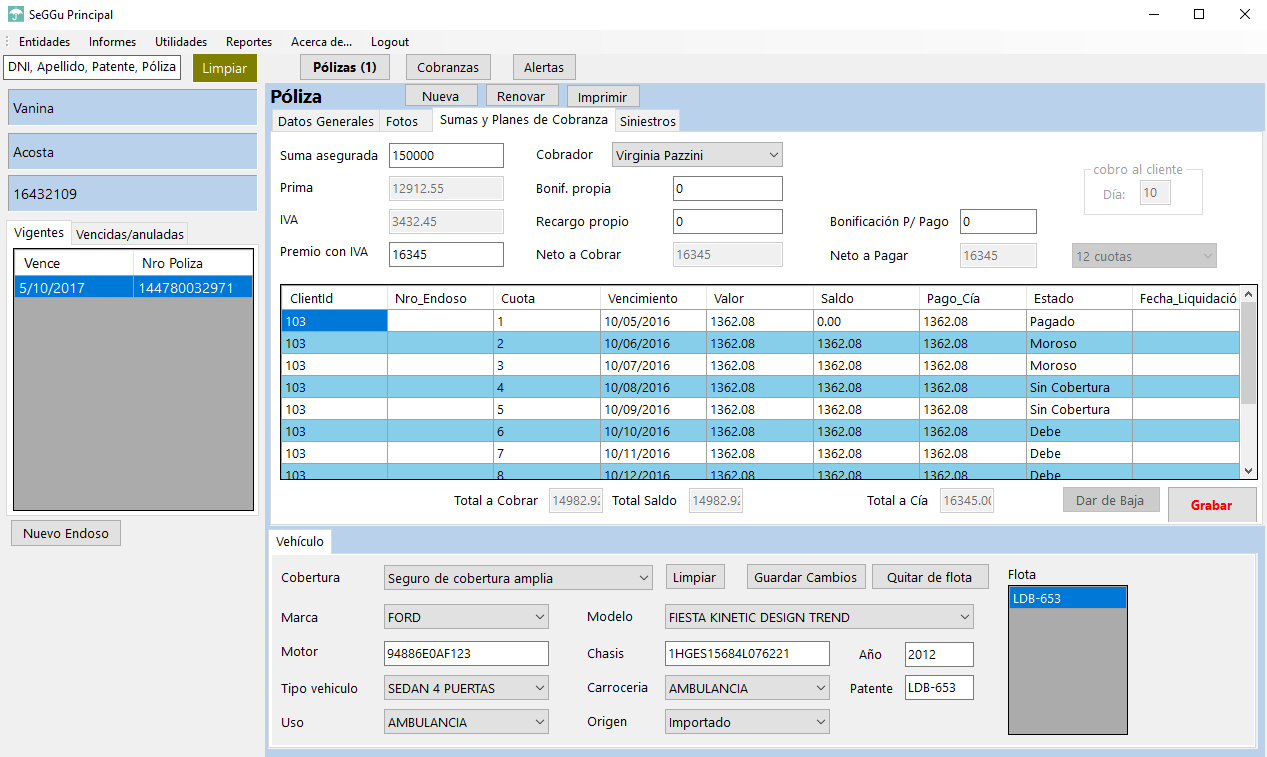 SeGGu Principal
Entidades Informes Utilidades Reportes Acerca de... Logout
DNI, Apellido, Patente, Póliza Limpiar Pólizas (1) Cobranzas Alertas
Vanina
Acosta
16432109
Vigentes Vencidas/anuladas
Vence Nro Poliza
5/10/2017 144780032971
Nuevo Endoso
Póliza Nueva Renovar Imprimir
Datos Generales Fotos Sumas y Planes de Cobranza Siniestros
Suma asegurada 150000 Cobrador Virginia Pazzini
cobro al cliente
Prima 12912.55 Bonif. propia 0 Día: 10
IVA 3432.45 Recargo propio 0 Bonificación P/ Pago 0
Premio con IVA 16345 Neto a Cobrar 16345 Neto a Pagar 16345 12 cuotas
ClientId Nro_Endoso Cuota Vencimiento Valor Saldo Pago_Cía Estado Fecha_Liquidació
103 1 10/05/2016 1362.08 0.00 1362.08 Pagado
103 2 10/06/2016 1362.08 1362.08 1362.08 Moroso
103 3 10/07/2016 1362.08 1362.08 1362.08 Moroso
103 4 10/08/2016 1362.08 1362.08 1362.08 Sin Cobertura
103 5 10/09/2016 1362.08 1362.08 1362.08 Sin Cobertura
103 6 10/10/2016 1362.08 1362.08 1362.08 Debe
103 7 10/11/2016 1362.08 1362.08 1362.08 Debe
103 8 10/12/2016 1362.08 1362.08 1362.08 Debe
Total a Cobrar 14982.92 Total Saldo 14982.92 Total a Cía 16345.00 Dar de Baja Grabar
Vehículo
Cobertura Seguro de cobertura amplia Limpiar Guardar Cambios Quitar de flota Flota
LDB-653
Marca FORD Modelo FIESTA KINETIC DESIGN TREND
Motor 94886E0AF123 Chasis 1HGES15684L076221 Año 2012
Tipo vehiculo SEDAN 4 PUERTAS Carroceria AMBULANCIA Patente LDB-653
Uso AMBULANCIA Origen Importado